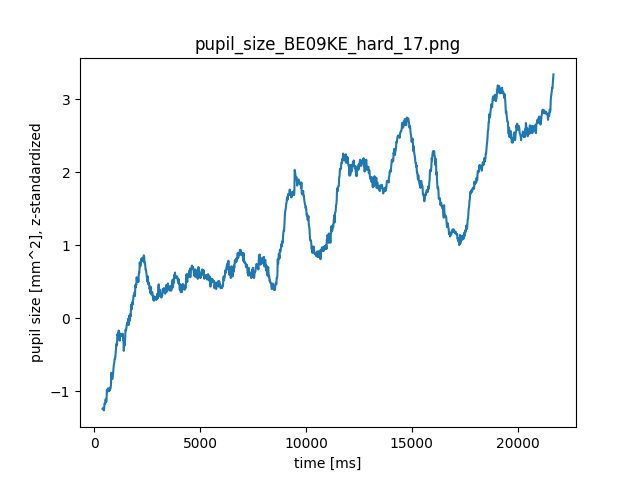 pupil_size_BE09KE_hard_17.png
pupil size [mm^2], z-standardized
3
2
1
0
−1
0 5000 10000 15000 20000
time [ms]